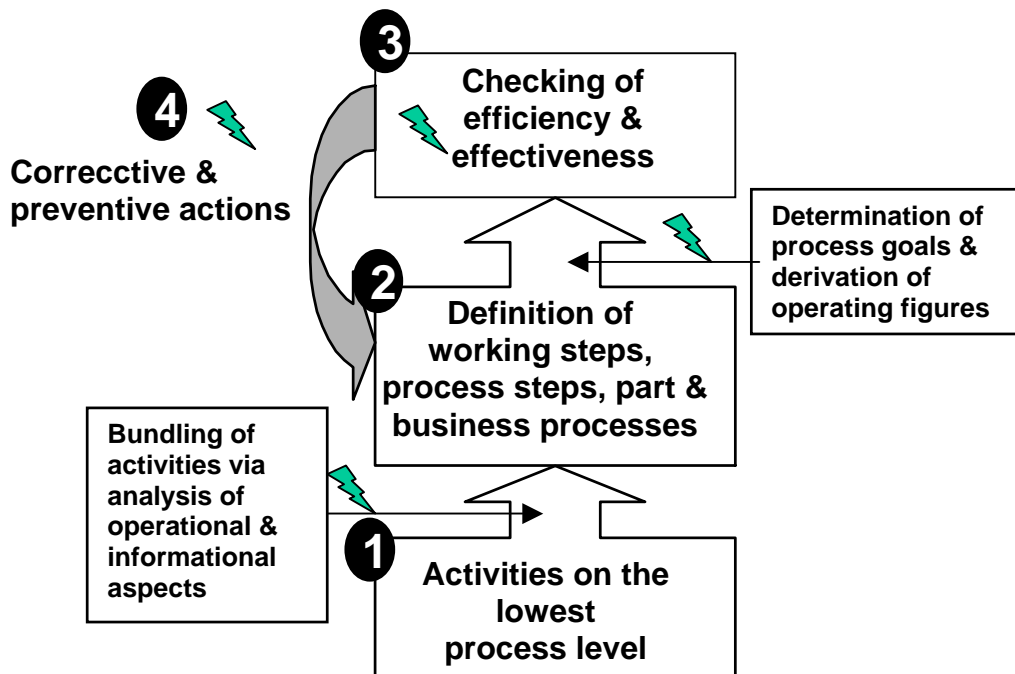 3
Checking of
efficiency &
effectiveness
4
Correcctive &
preventive actions
Determination of
process goals &
derivation of
operating figures
2
Definition of
working steps,
process steps, part &
business processes
Bundling of
activities via
analysis of
operational &
informational
aspects
1
Activities on the
lowest
process level